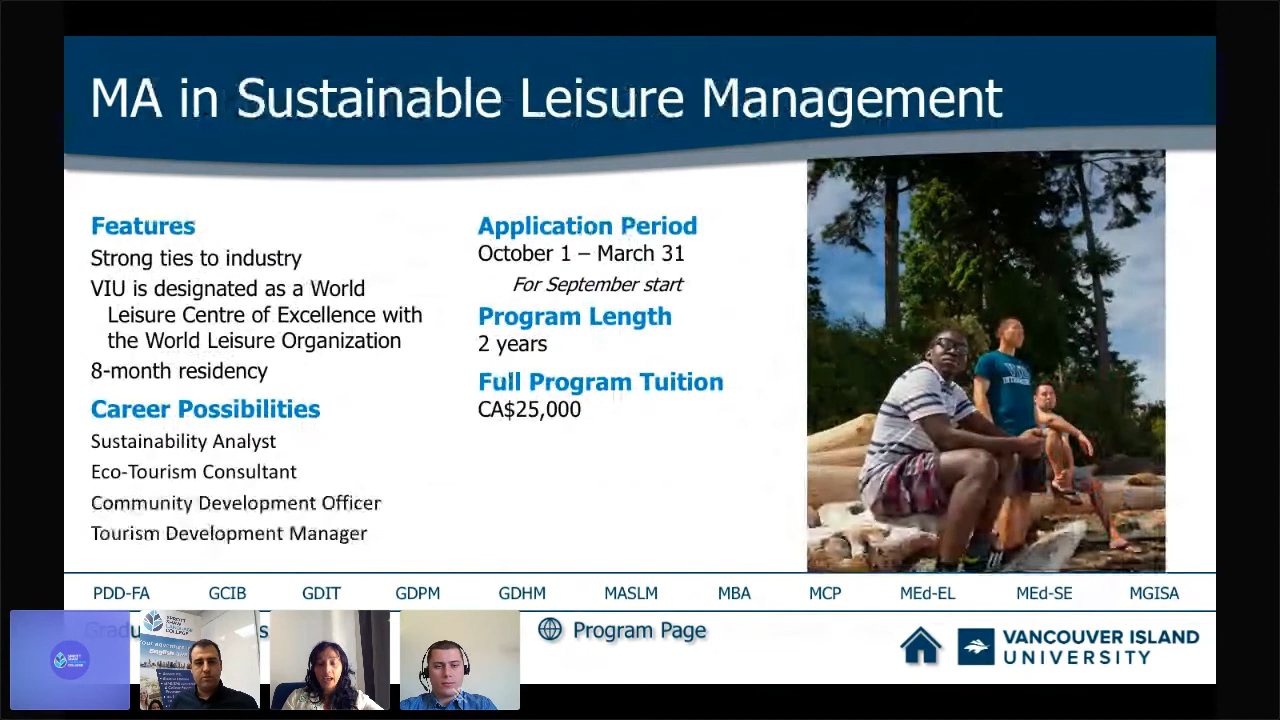 MA in Sustainable Leisure Management
Features
Strong ties to industry
VIU is designated as a World
Leisure Centre of Excellence with
the World Leisure Organization
8-month residency
Career Possibilities
Sustainability Analyst
Eco-Tourism Consultant
Community Development Officer
Tourism Development Manager
Application Period
October 1 – March 31
For September start
Program Length
2 years
Full Program Tuition
CA$25,000
PDD-FA GCIB GDIT GDPM GDHM MASLM MBA MCP MEd-EL MEd-SE MGISA
Program Page
VANCOUVER ISLAND
UNIVERSITY
SPROTT
SHAW
LANGUAGE
COLLEGE